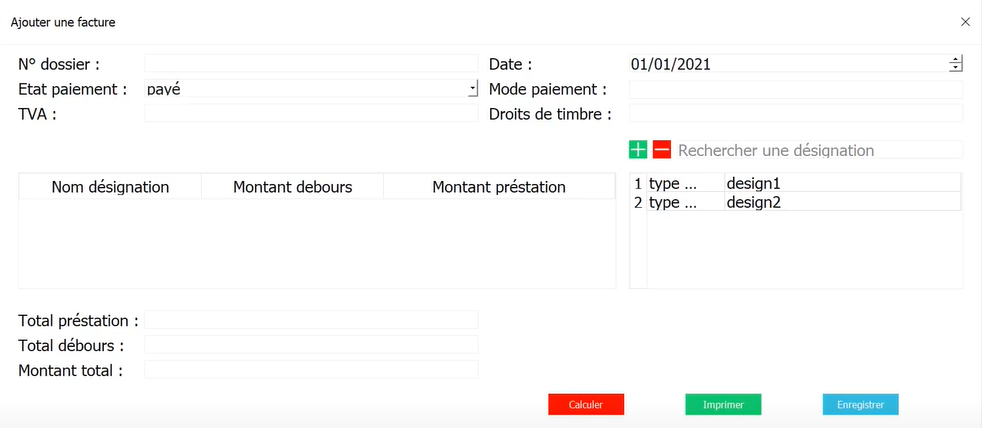 Ajouter une facture
N° dossier :
Date : 01/01/2021
Etat paiement : payé
Mode paiement :
TVA :
Droits de timbre :
Rechercher une désignation
Nom désignation Montant debours Montant préstation
1 type ... design1
2 type ... design2
Total préstation :
Total débours :
Montant total :
Calculer Imprimer Enregistrer